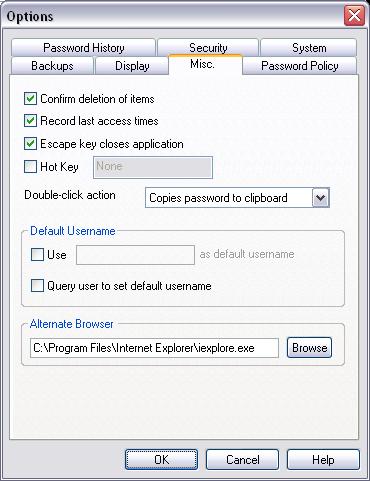 Options
Password History Security System
Backups Display Misc. Password Policy
Confirm deletion of items
Record last access times
Escape key closes application
Hot Key None
Double-click action Copies password to clipboard
Default Username
Use as default username
Query user to set default username
Alternate Browser
C:\Program Files\Internet Explorer\iexplore.exe Browse
OK Cancel Help